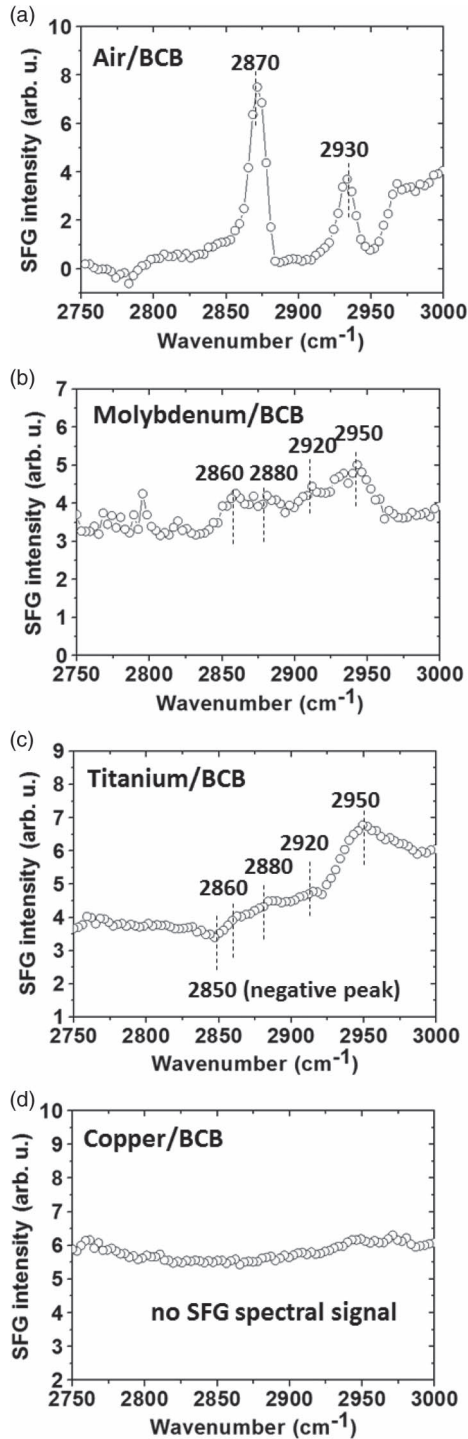 (a)
10
8
6
4
2
0
SFG intensity (arb. u.)
Air/BCB
2870
2930
2750 2800 2850 2900 2950 3000
Wavenumber (cm-1)
(b)
7
6
5
4
3
2
1
0
SFG intensity (arb. u.)
Molybdenum/BCB
2860 2880 2920 2950
2750 2800 2850 2900 2950 3000
Wavenumber (cm-1)
(c)
9
8
7
6
5
4
3
2
1
SFG intensity (arb. u.)
Titanium/BCB
2860 2880 2920 2950
2850 (negative peak)
2750 2800 2850 2900 2950 3000
Wavenumber (cm-1)
(d)
10
9
8
7
6
5
4
3
2
SFG intensity (arb. u.)
Copper/BCB
no SFG spectral signal
2750 2800 2850 2900 2950 3000
Wavenumber (cm-1)